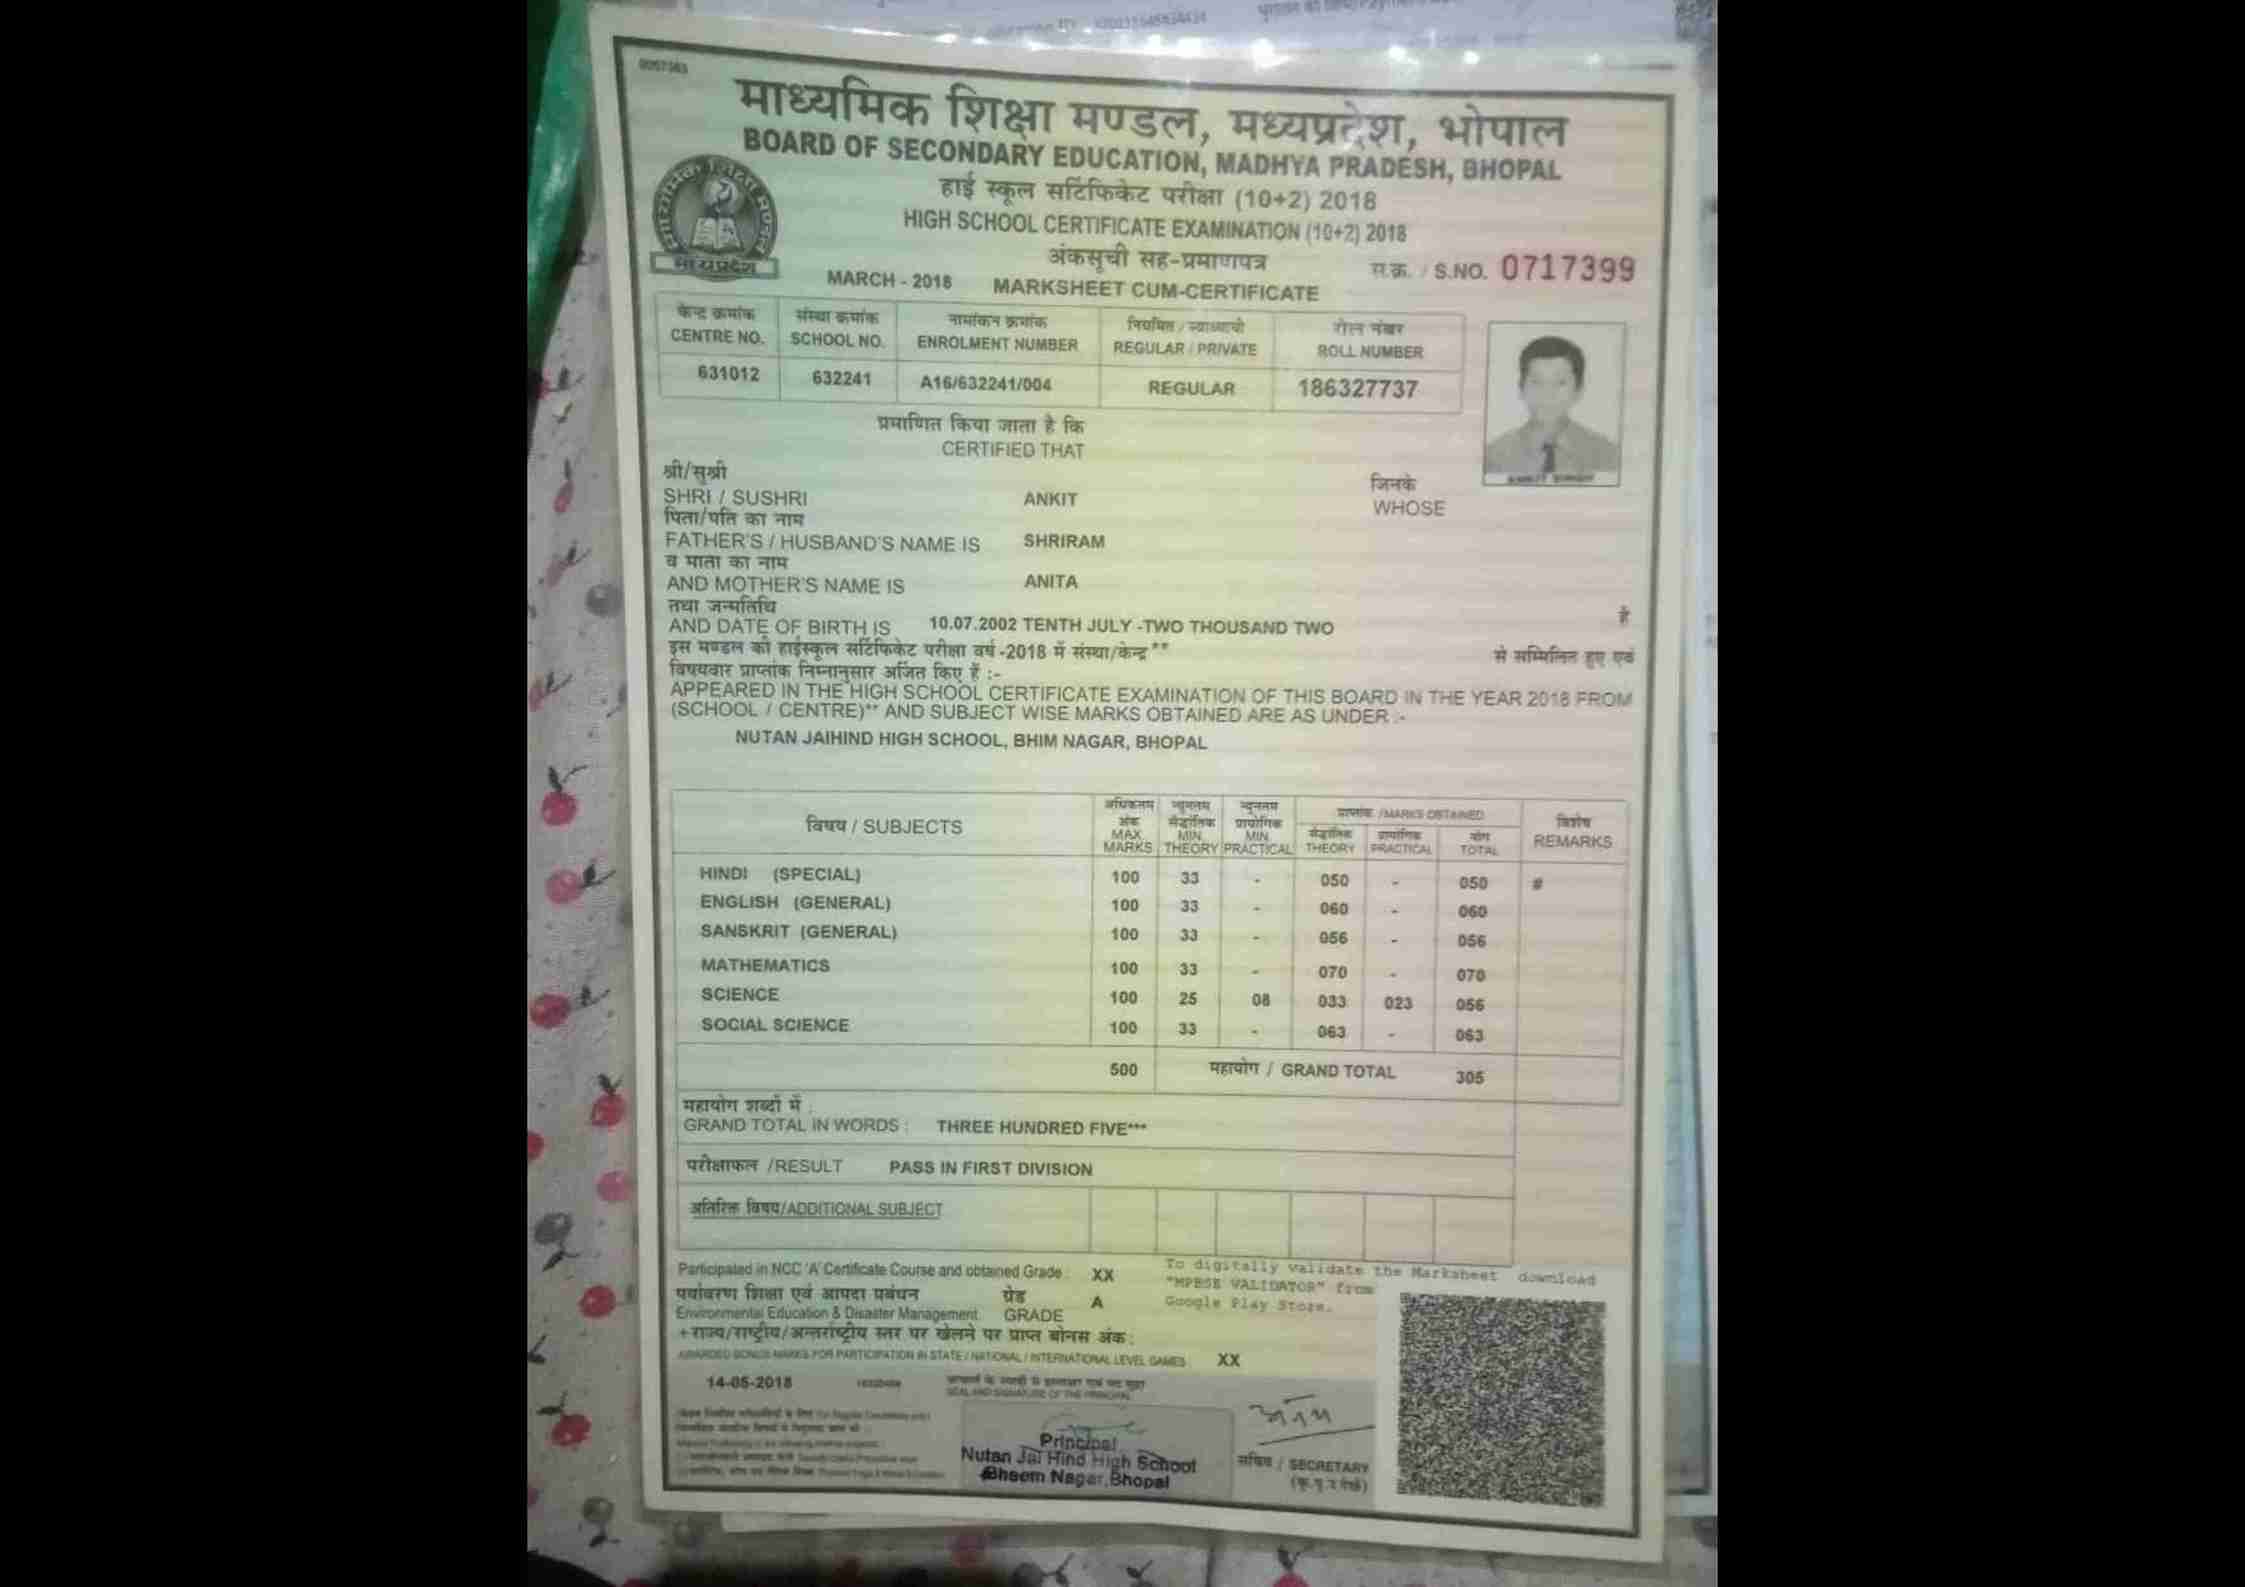 0057383
माध्यमिक शिक्षा मण्डल, मध्यप्रदेश, भोपाल
BOARD OF SECONDARY EDUCATION, MADHYA PRADESH, BHOPAL
हाई स्कूल सर्टिफिकेट परीक्षा (10+2) 2018
HIGH SCHOOL CERTIFICATE EXAMINATION (10+2) 2018
अंकसूची सह-प्रमाणपत्र
स.क्र. / S.NO. 0717399
MARCH - 2018 MARKSHEET CUM-CERTIFICATE
मध्यप्रदेश
केन्द्र क्रमांक संस्था क्रमांक नामांकन क्रमांक नियमित / स्वाध्यायी रोल नंबर
CENTRE NO. SCHOOL NO. ENROLMENT NUMBER REGULAR / PRIVATE ROLL NUMBER
631012 632241 A16/632241/004 REGULAR 186327737
प्रमाणित किया जाता है कि
CERTIFIED THAT
श्री/सुश्री जिनके
SHRI / SUSHRI ANKIT WHOSE
पिता/पति का नाम
FATHER'S / HUSBAND'S NAME IS SHRIRAM
व माता का नाम
AND MOTHER'S NAME IS ANITA
तथा जन्मतिथि है
AND DATE OF BIRTH IS 10.07.2002 TENTH JULY -TWO THOUSAND TWO
इस मण्डल की हाईस्कूल सर्टिफिकेट परीक्षा वर्ष -2018 में संस्था/केन्द्र** से सम्मिलित हुए एवं
विषयवार प्राप्तांक निम्नानुसार अर्जित किए हैं :-
APPEARED IN THE HIGH SCHOOL CERTIFICATE EXAMINATION OF THIS BOARD IN THE YEAR 2018 FROM
(SCHOOL / CENTRE)** AND SUBJECT WISE MARKS OBTAINED ARE AS UNDER :-
NUTAN JAIHIND HIGH SCHOOL, BHIM NAGAR, BHOPAL
विषय / SUBJECTS अधिकतम अंक MAX. MARKS न्यूनतम सैद्धांतिक MIN. THEORY न्यूनतम प्रायोगिक MIN. PRACTICAL प्राप्तांक /MARKS OBTAINED विशेष REMARKS
सैद्धांतिक THEORY प्रायोगिक PRACTICAL योग TOTAL
HINDI (SPECIAL) 100 33 - 050 - 050 #
ENGLISH (GENERAL) 100 33 - 060 - 060
SANSKRIT (GENERAL) 100 33 - 056 - 056
MATHEMATICS 100 33 - 070 - 070
SCIENCE 100 25 08 033 023 056
SOCIAL SCIENCE 100 33 - 063 - 063
500 महायोग / GRAND TOTAL 305
महायोग शब्दों में :
GRAND TOTAL IN WORDS : THREE HUNDRED FIVE***
परीक्षाफल /RESULT PASS IN FIRST DIVISION
अतिरिक्त विषय/ADDITIONAL SUBJECT
Participated in NCC 'A' Certificate Course and obtained Grade : XX
To digitally validate the Marksheet download
"MPBSE VALIDATOR" from
Google Play Store.
पर्यावरण शिक्षा एवं आपदा प्रबंधन ग्रेड A
Environmental Education & Disaster Management GRADE
+राज्य/राष्ट्रीय/अन्तर्राष्ट्रीय स्तर पर खेलने पर प्राप्त बोनस अंक :
AWARDED BONUS MARKS FOR PARTICIPATION IN STATE / NATIONAL / INTERNATIONAL LEVEL GAMES XX
14-05-2018
SEAL AND SIGNATURE OF THE PRINCIPAL
Principal
Nutan Jai Hind High School
Bheem Nagar, Bhopal
सचिव / SECRETARY